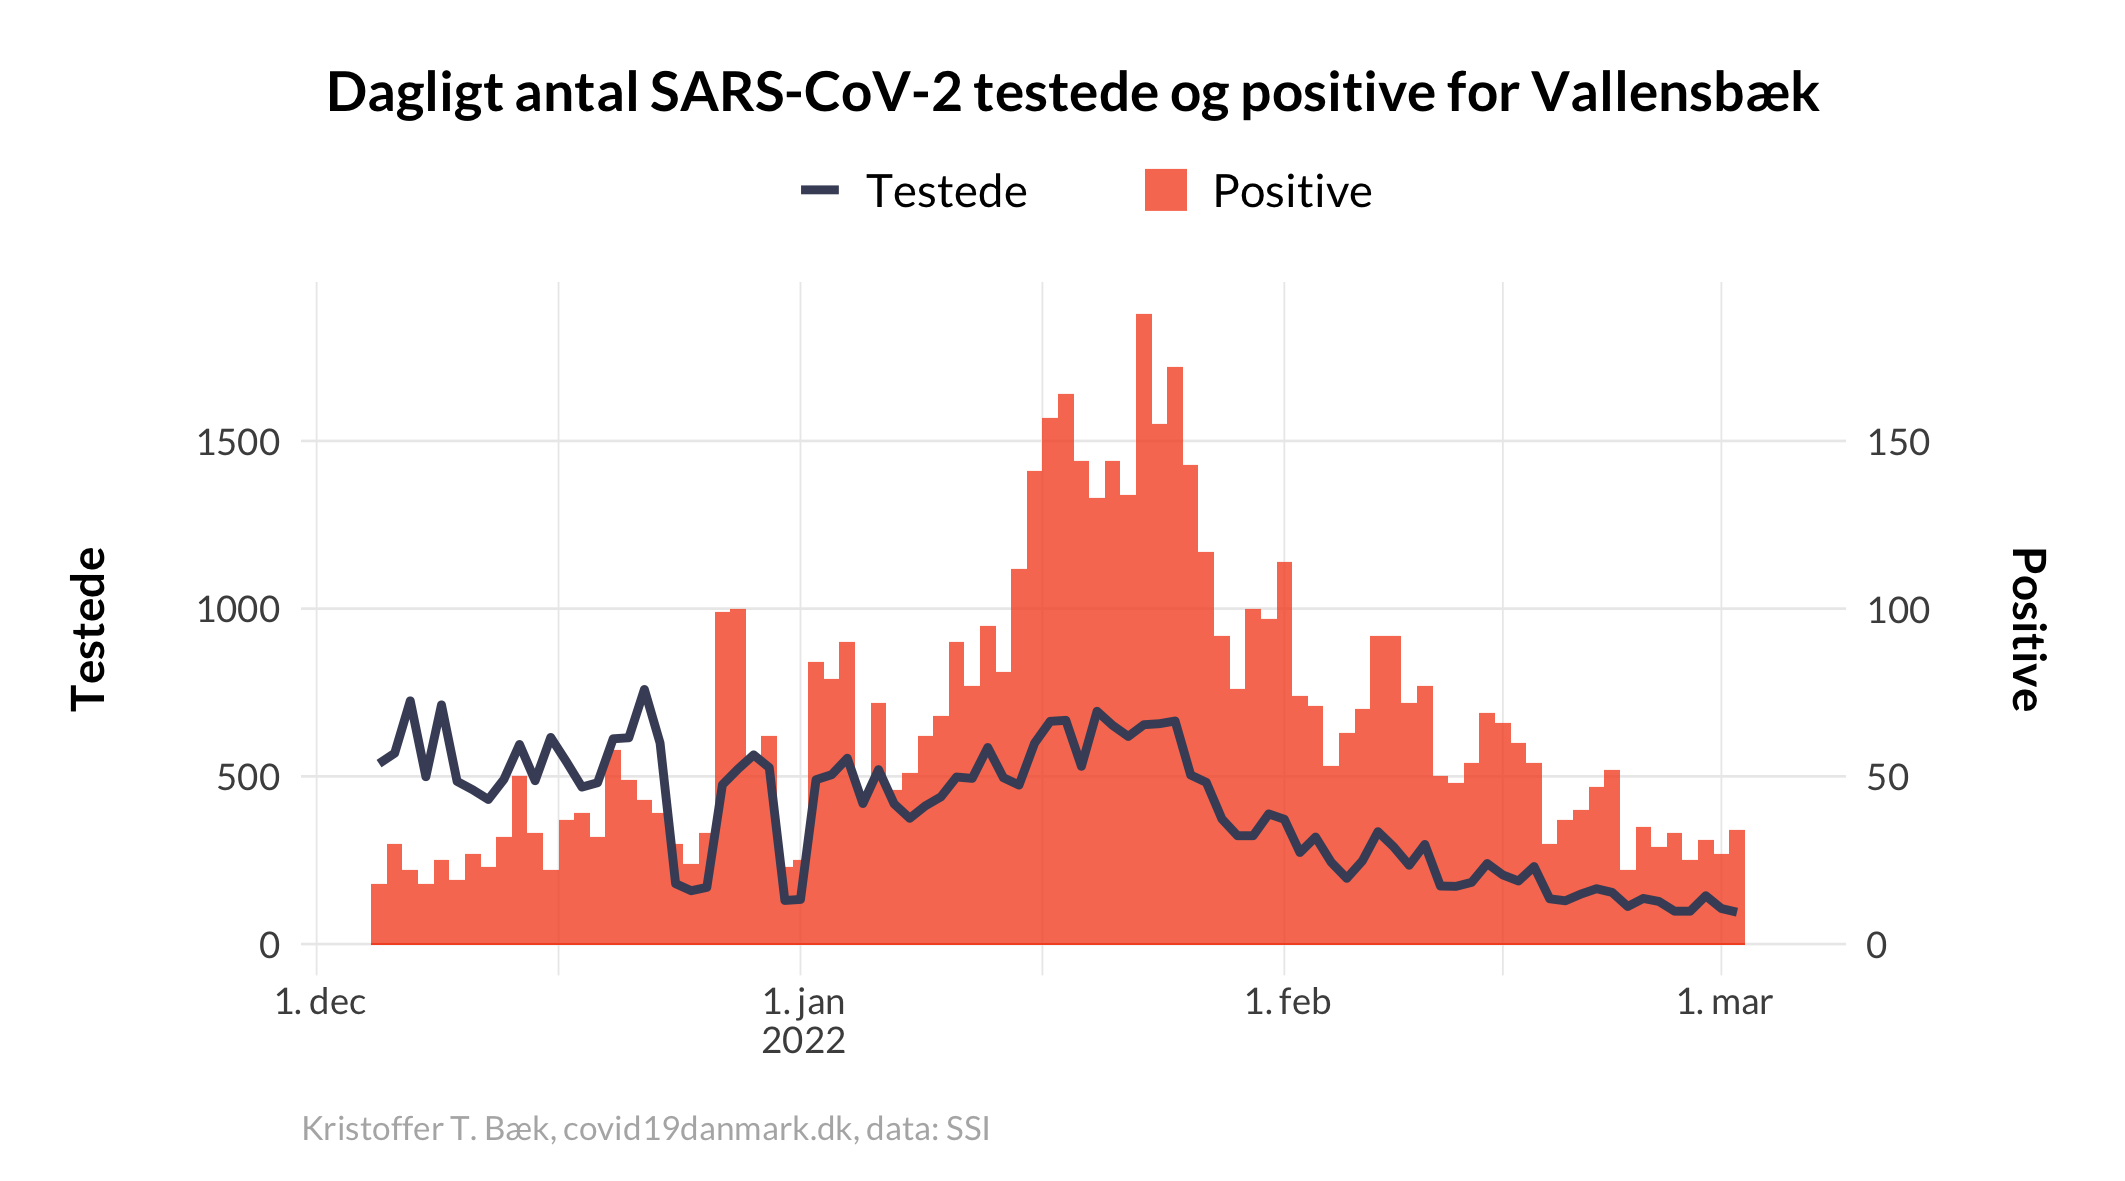 Dagligt antal SARS-CoV-2 testede og positive for Vallensbæk
Testede
Positive
Testede
1500
1000
500
0
150
100
50
0
Positive
1. dec
1. jan
2022
1. feb
1. mar
Kristoffer T. Bæk, covid19danmark.dk, data: SSI